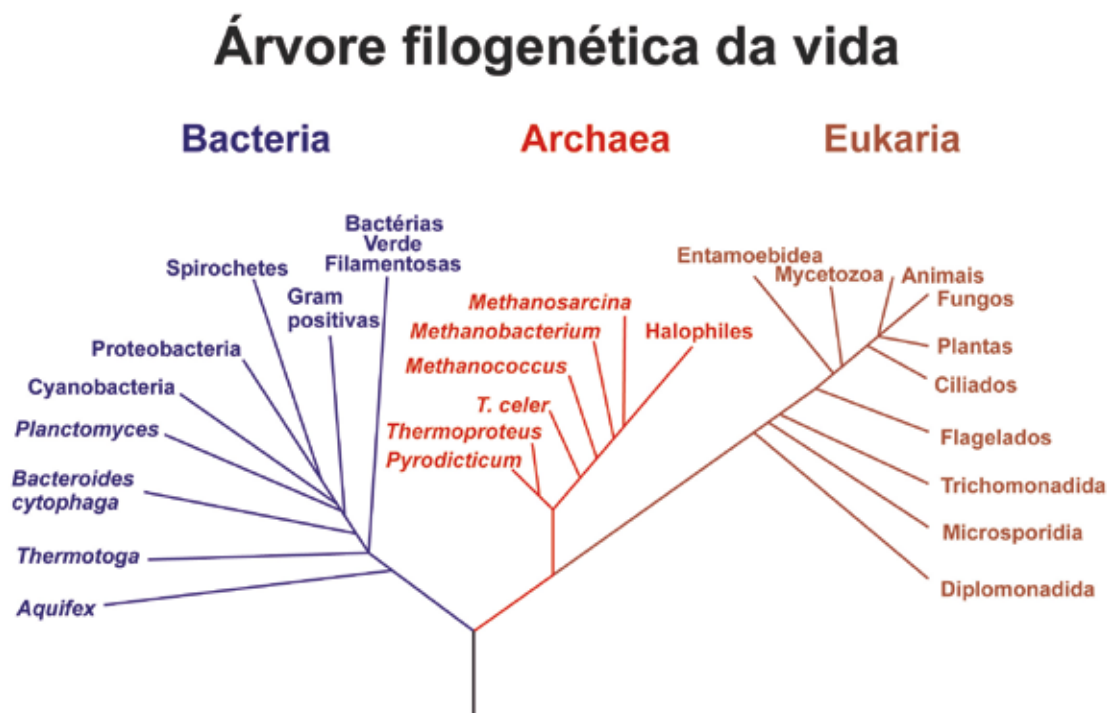 Árvore filogenética da vida
Bacteria
Archaea
Eukaria
Bactérias
Verde
Filamentosas
Spirochetes
Gram
positivas
Proteobacteria
Cyanobacteria
Planctomyces
Bacteroides
cytophaga
Thermotoga
Aquifex
Methanosarcina
Methanobacterium
Halophiles
Methanococcus
T. celer
Thermoproteus
Pyrodicticum
Entamoebidea
Mycetozoa
Animais
Fungos
Plantas
Ciliados
Flagelados
Trichomonadida
Microsporidia
Diplomonadida